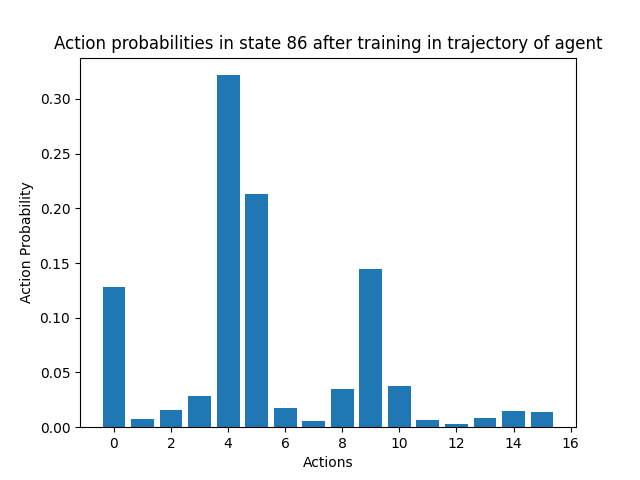 Action probabilities in state 86 after training in trajectory of agent
Action Probability
0.30
0.25
0.20
0.15
0.10
0.05
0.00
0 2 4 6 8 10 12 14 16
Actions